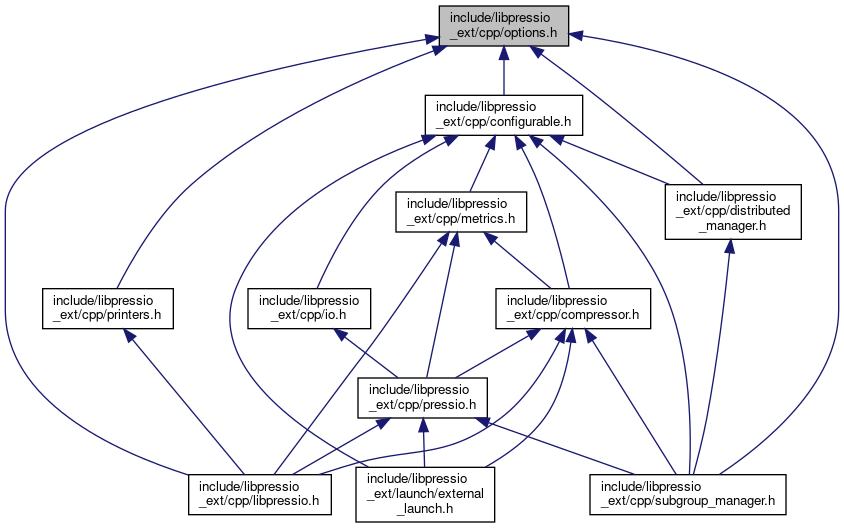 include/libpressio
_ext/cpp/options.h
include/libpressio
_ext/cpp/configurable.h
include/libpressio
_ext/cpp/metrics.h
include/libpressio
_ext/cpp/distributed
_manager.h
include/libpressio
_ext/cpp/printers.h
include/libpressio
_ext/cpp/io.h
include/libpressio
_ext/cpp/compressor.h
include/libpressio
_ext/cpp/pressio.h
include/libpressio
_ext/cpp/libpressio.h
include/libpressio
_ext/launch/external
_launch.h
include/libpressio
_ext/cpp/subgroup_manager.h